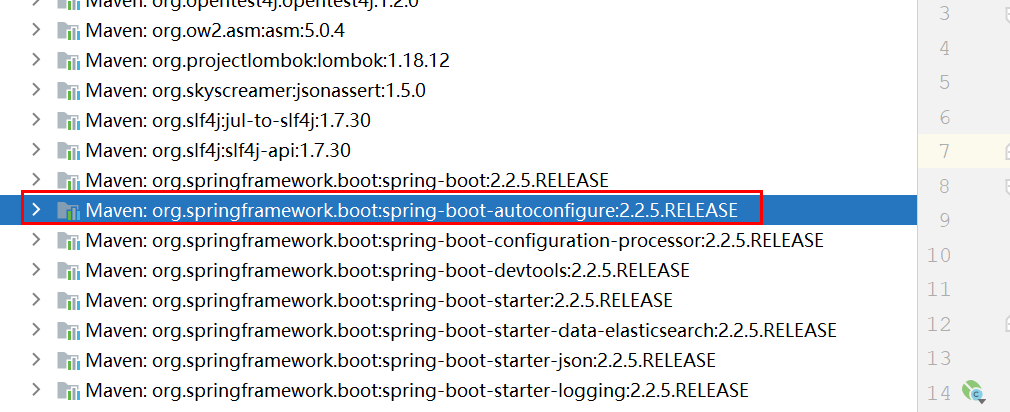 Maven: org.opentest4j:opentest4j:1.2.0
Maven: org.ow2.asm:asm:5.0.4
Maven: org.projectlombok:lombok:1.18.12
Maven: org.skyscreamer:jsonassert:1.5.0
Maven: org.slf4j:jul-to-slf4j:1.7.30
Maven: org.slf4j:slf4j-api:1.7.30
Maven: org.springframework.boot:spring-boot:2.2.5.RELEASE
Maven: org.springframework.boot:spring-boot-autoconfigure:2.2.5.RELEASE
Maven: org.springframework.boot:spring-boot-configuration-processor:2.2.5.RELEASE
Maven: org.springframework.boot:spring-boot-devtools:2.2.5.RELEASE
Maven: org.springframework.boot:spring-boot-starter:2.2.5.RELEASE
Maven: org.springframework.boot:spring-boot-starter-data-elasticsearch:2.2.5.RELEASE
Maven: org.springframework.boot:spring-boot-starter-json:2.2.5.RELEASE
Maven: org.springframework.boot:spring-boot-starter-logging:2.2.5.RELEASE
3
4
5
6
7
8
9
10
11
12
13
14